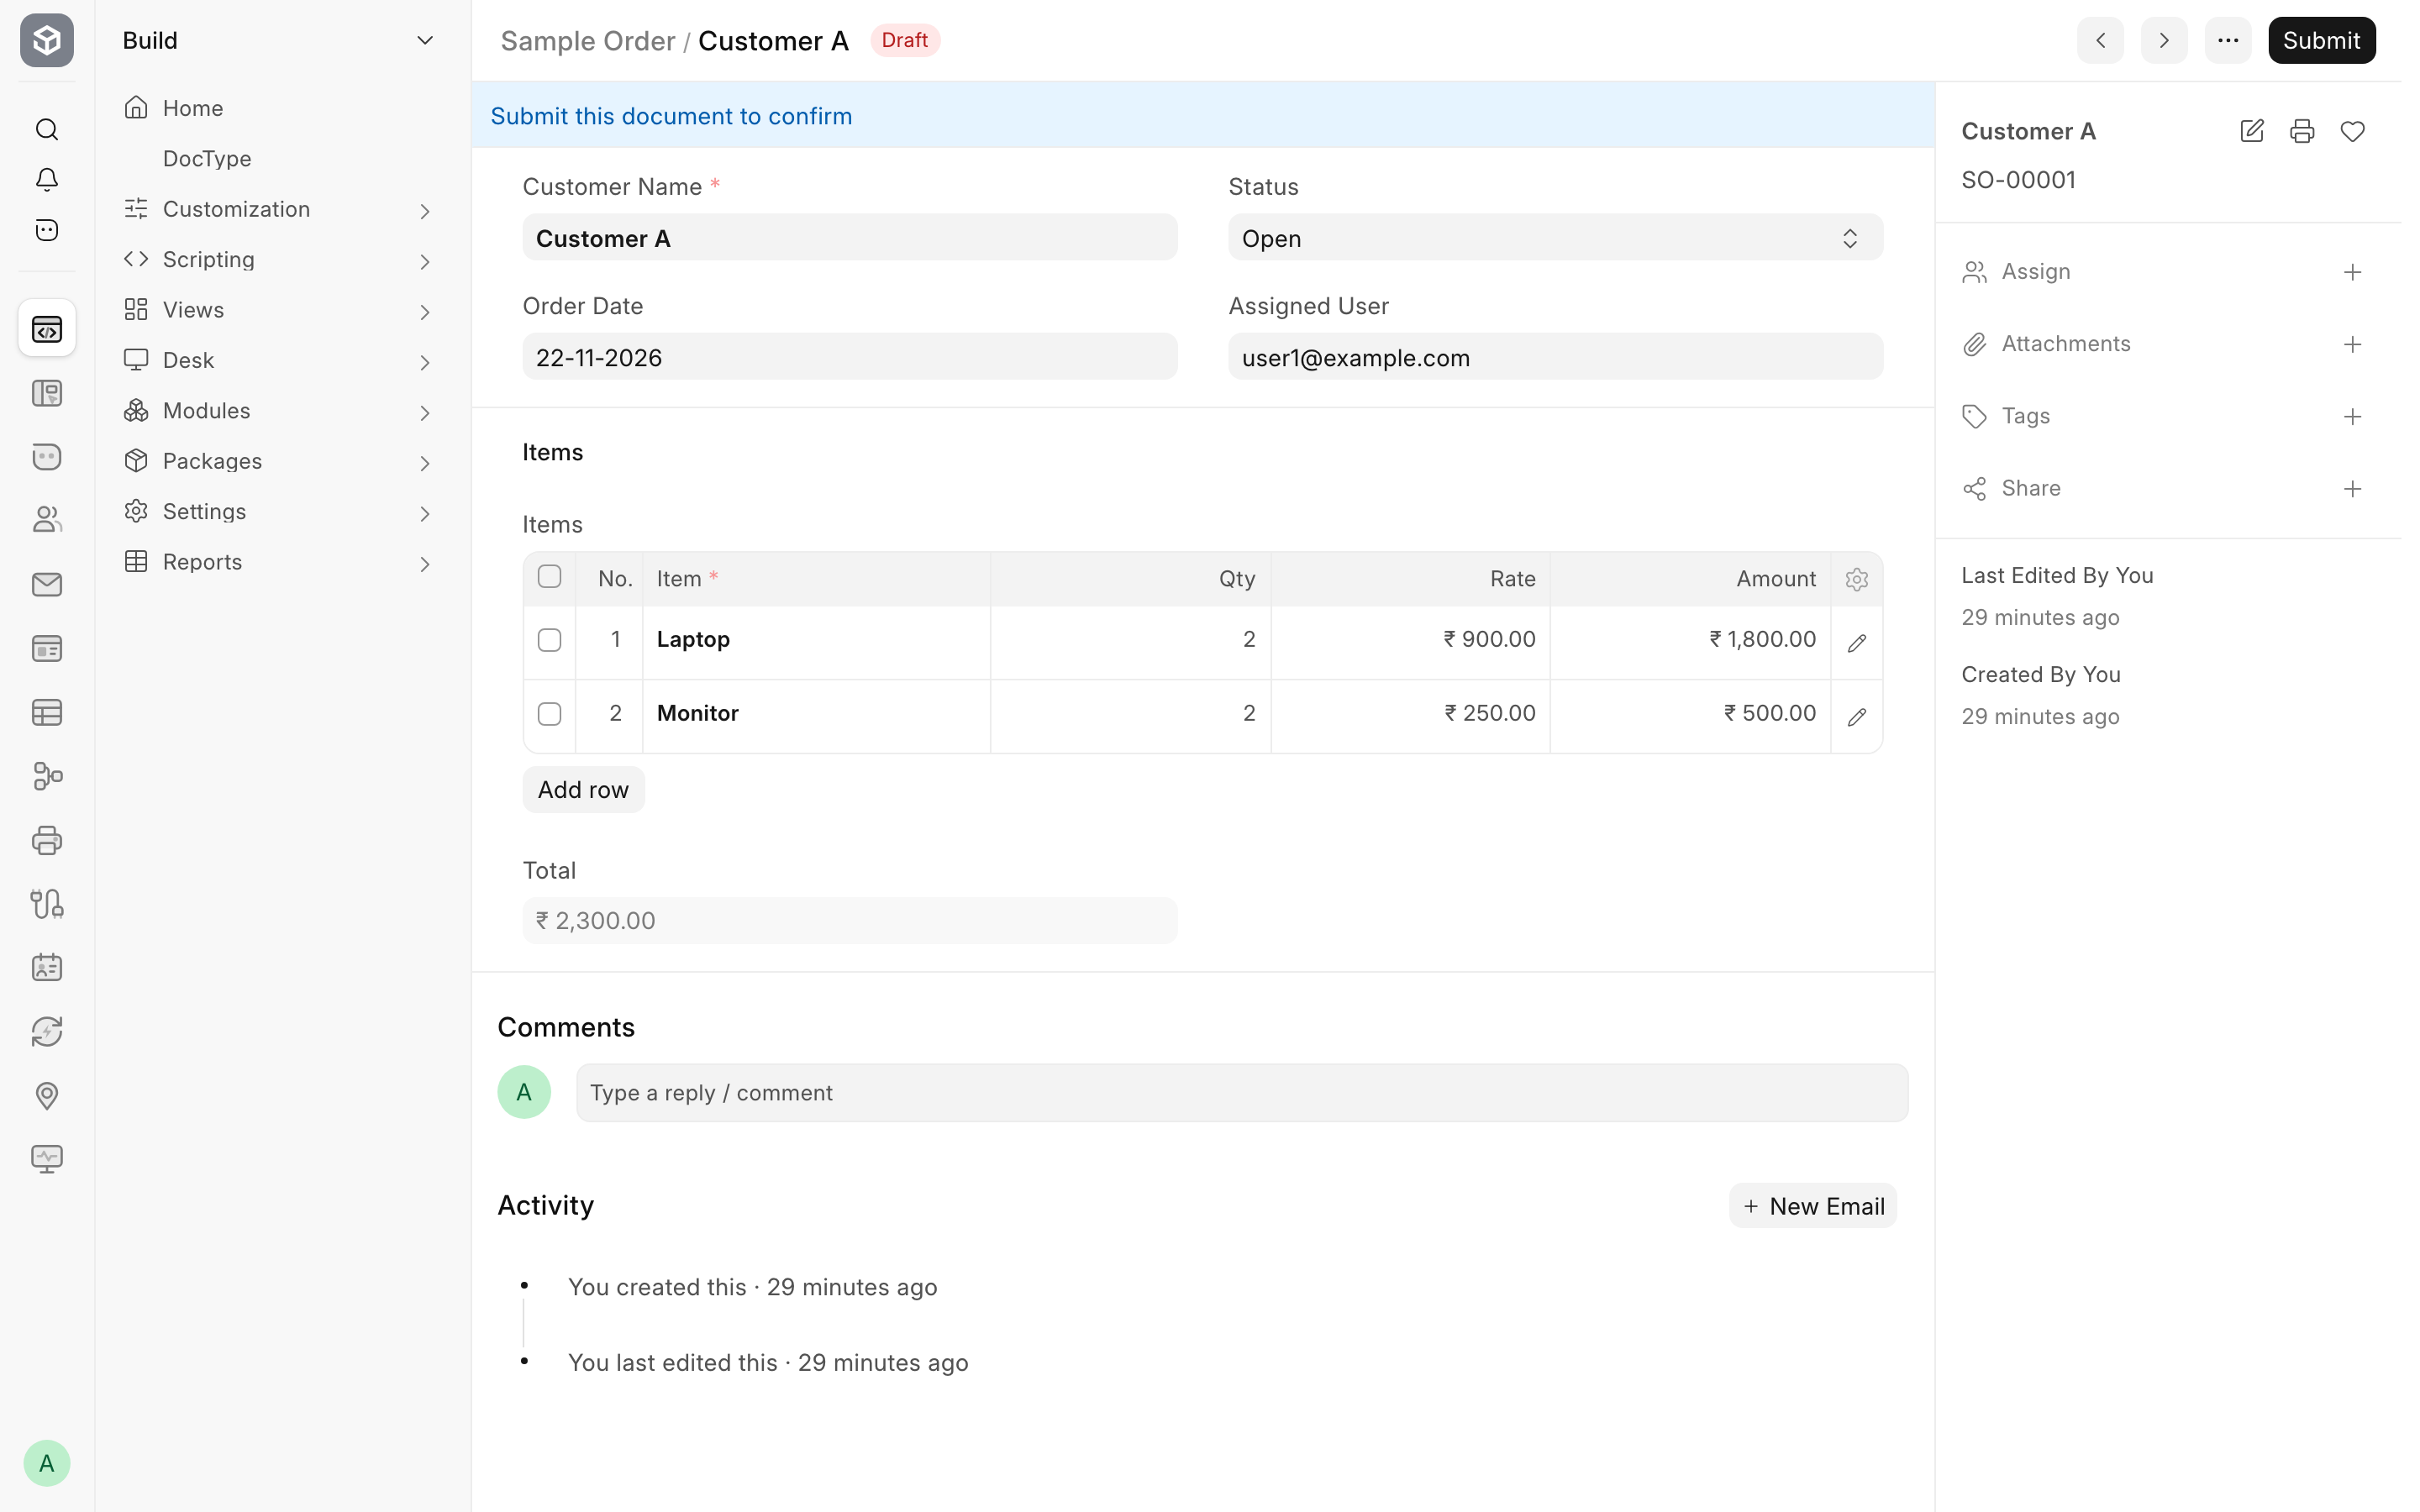 Build
Home
DocType
Customization
Scripting
Views
Desk
Modules
Packages
Settings
Reports
A
Sample Order / Customer A Draft
Submit
Submit this document to confirm
Customer Name *
Customer A
Status
Open
Order Date
22-11-2026
Assigned User
user1@example.com
Items
Items
No. Item * Qty Rate Amount
1 Laptop 2 ₹ 900.00 ₹ 1,800.00
2 Monitor 2 ₹ 250.00 ₹ 500.00
Add row
Total
₹ 2,300.00
Comments
A Type a reply / comment
Activity
+ New Email
You created this · 29 minutes ago
You last edited this · 29 minutes ago
Customer A
SO-00001
Assign
Attachments
Tags
Share
Last Edited By You
29 minutes ago
Created By You
29 minutes ago